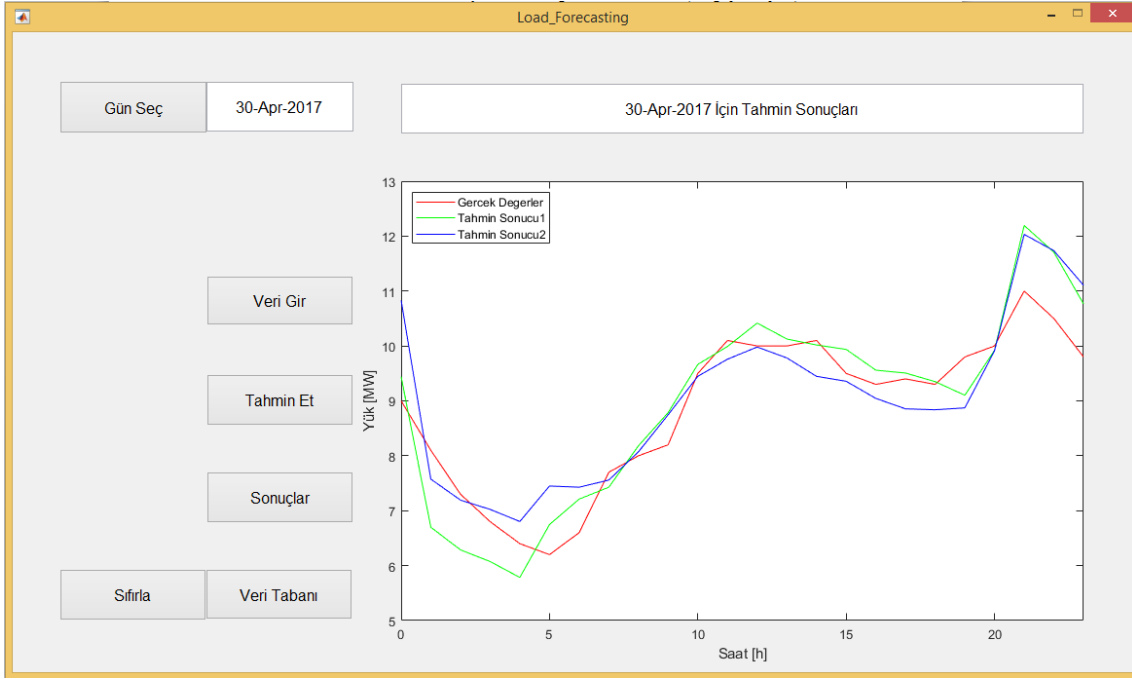 Load_Forecasting
Gün Seç
30-Apr-2017
30-Apr-2017 İçin Tahmin Sonuçları
Veri Gir
Tahmin Et
Sonuçlar
Sıfırla
Veri Tabanı
Gercek Degerler
Tahmin Sonucu1
Tahmin Sonucu2
13
12
11
10
9
8
7
6
5
Yük [MW]
0
5
10
15
20
Saat [h]